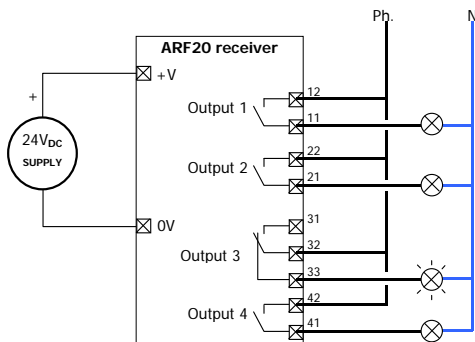 Ph.
N
ARF20 receiver
+V
+
12
Output 1
11
24VDC
SUPPLY
22
Output 2
21
0V
31
32
Output 3
33
42
Output 4
41